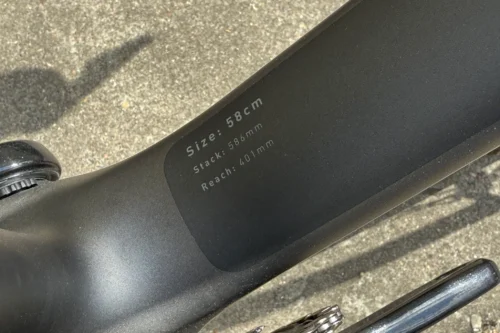 Size: 58cm
Stack: 586mm
Reach: 401mm